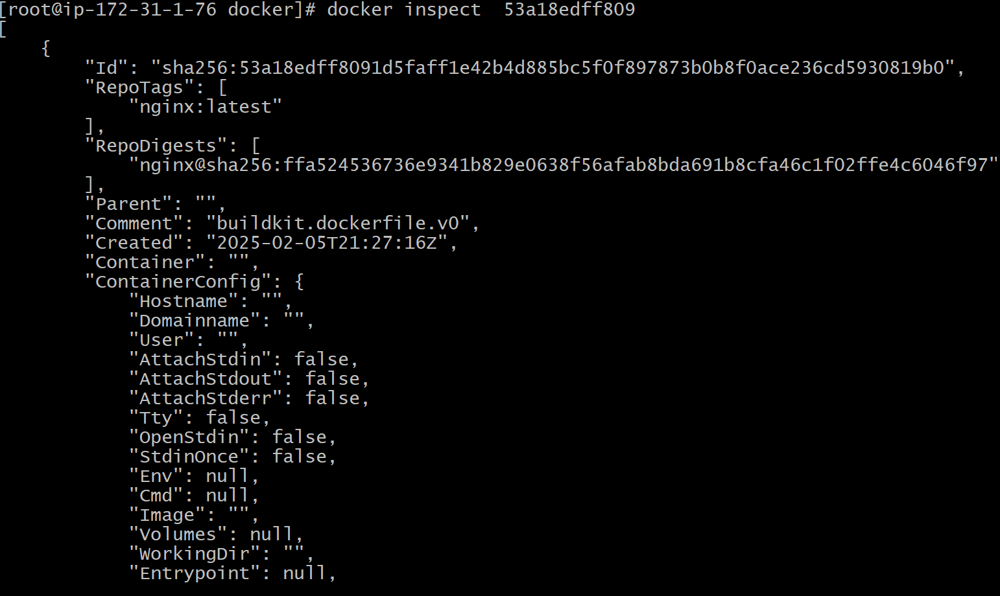 [root@ip-172-31-1-76 docker]# docker inspect  53a18edff809
[
    {
        "Id": "sha256:53a18edff8091d5faff1e42b4d885bc5f0f897873b0b8f0ace236cd5930819b0",
        "RepoTags": [
            "nginx:latest"
        ],
        "RepoDigests": [
            "nginx@sha256:ffa524536736e9341b829e0638f56afab8bda691b8cfa46c1f02ffe4c6046f97"
        ],
        "Parent": "",
        "Comment": "buildkit.dockerfile.v0",
        "Created": "2025-02-05T21:27:16Z",
        "Container": "",
        "ContainerConfig": {
            "Hostname": "",
            "Domainname": "",
            "User": "",
            "AttachStdin": false,
            "AttachStdout": false,
            "AttachStderr": false,
            "Tty": false,
            "OpenStdin": false,
            "StdinOnce": false,
            "Env": null,
            "Cmd": null,
            "Image": "",
            "Volumes": null,
            "WorkingDir": "",
            "Entrypoint": null,